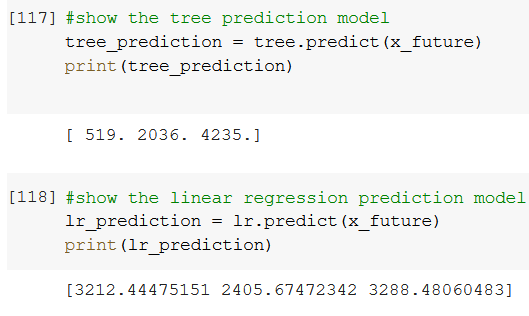 [117] #show the tree prediction model
tree_prediction = tree.predict(x_future)
print(tree_prediction)
[ 519. 2036. 4235.]
[118] #show the linear regression prediction model
lr_prediction = lr.predict(x_future)
print(lr_prediction)
[3212.44475151 2405.67472342 3288.48060483]